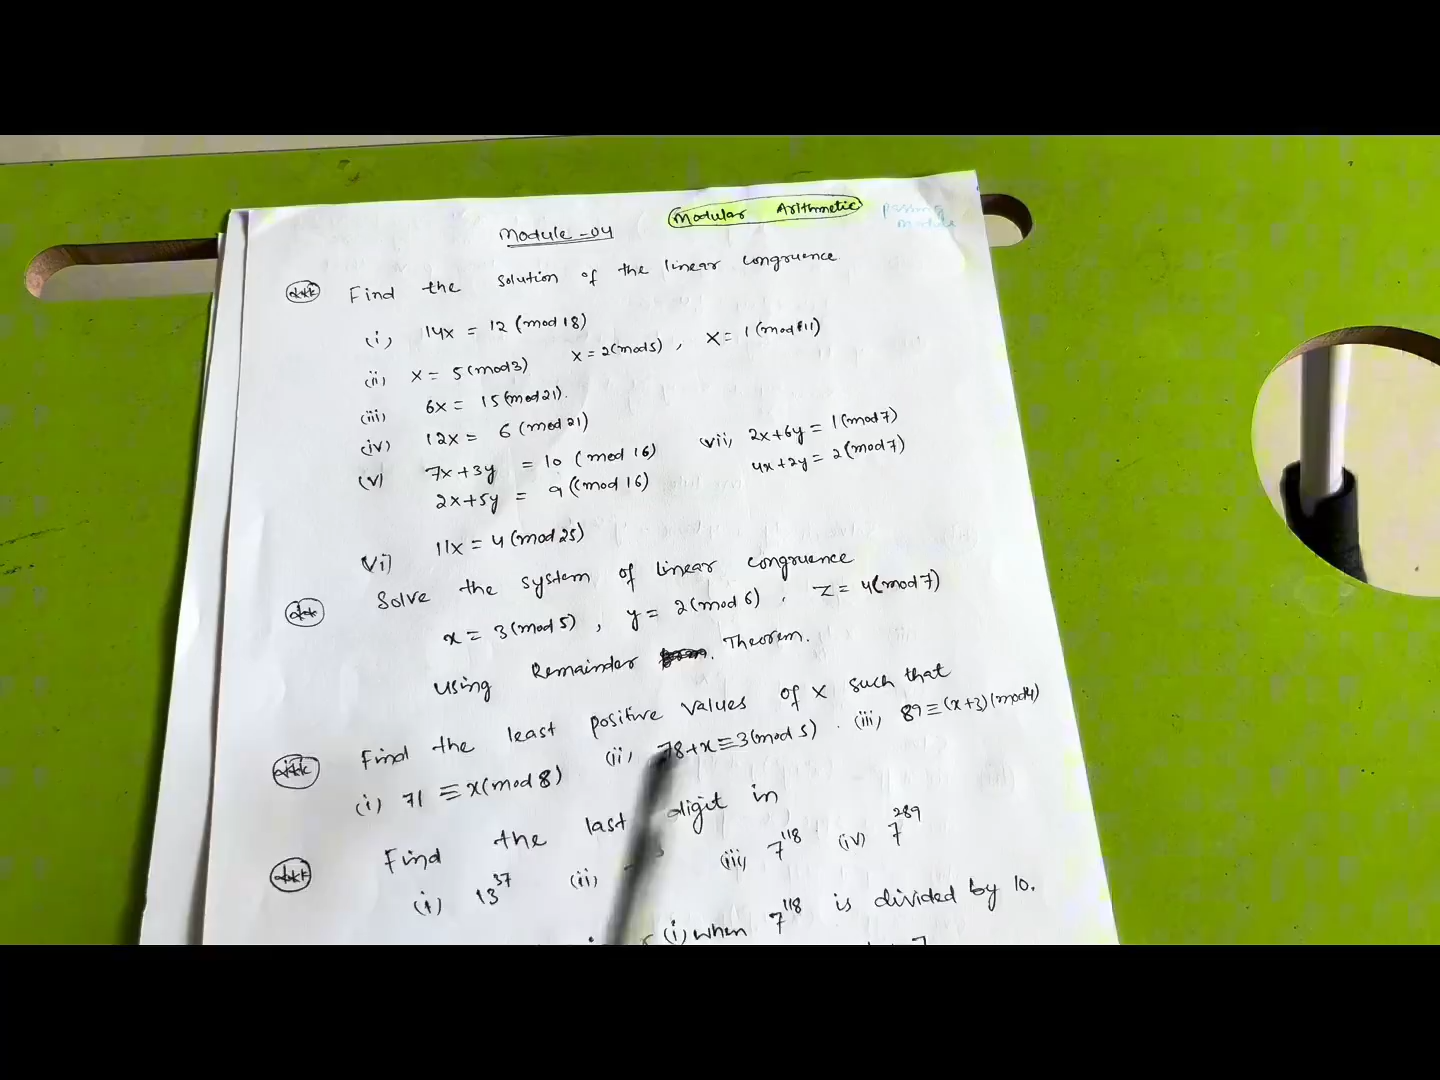 Modular Arithmetic
passing module
Module-04
*** Find the solution of the linear congruence
(i) 14x = 12 (mod 18)
(ii) x = 5 (mod 3) x = 2 (mod 5), x = 1 (mod 11)
(iii) 6x = 15 (mod 21).
(iv) 12x = 6 (mod 21)
(v) 7x+3y = 10 (mod 16)
2x+5y = 9 (mod 16)
vii, 2x+6y = 1 (mod 7)
4x+2y = 2 (mod 7)
vi) 11x = 4 (mod 25)
** Solve the system of linear congruence
x = 3 (mod 5), y = 2 (mod 6), z = 4 (mod 7)
using Remainder Theorem.
*** Find the least positive values of x such that
(i) 71 ≡ x (mod 8) (ii) 78+x ≡ 3 (mod 5). (iii) 89 ≡ (x+3) (mod 4)
*** Find the last digit in
(i) 13^37 (ii) (iii) 7^118 (iv) 7^289
(i) when 7^118 is divided by 10.